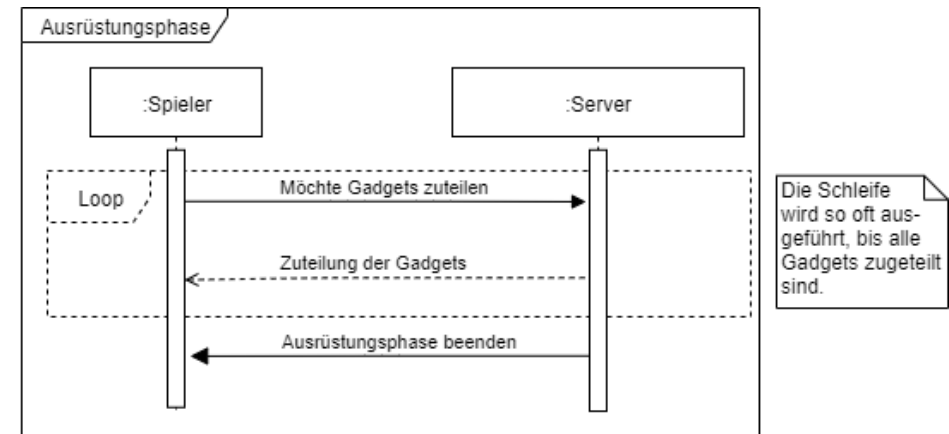 Ausrüstungsphase
:Spieler
:Server
Loop
Möchte Gadgets zuteilen
Zuteilung der Gadgets
Ausrüstungsphase beenden
Die Schleife
wird so oft aus-
geführt, bis alle
Gadgets zugeteilt
sind.